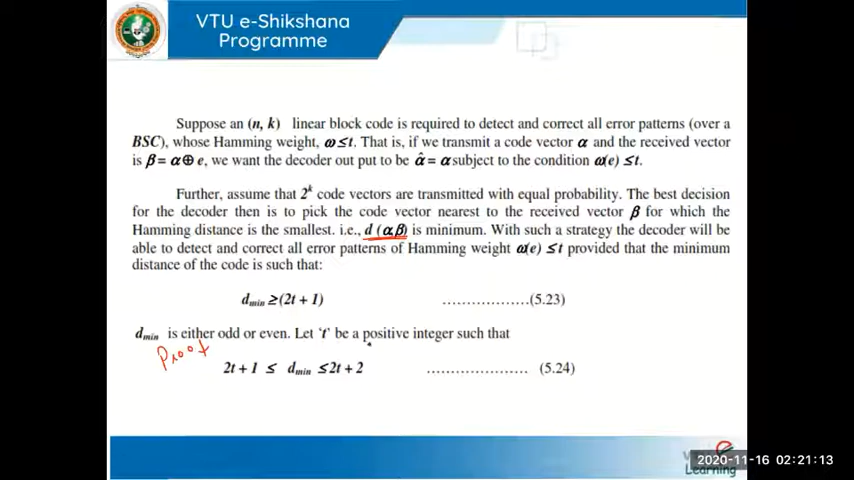 VTU e-Shikshana
Programme
Suppose an (n, k) linear block code is required to detect and correct all error patterns (over a
BSC), whose Hamming weight, ω ≤ t. That is, if we transmit a code vector α and the received vector
is β = α ⊕ e, we want the decoder out put to be α̂ = α subject to the condition ω(e) ≤ t.
Further, assume that 2ᵏ code vectors are transmitted with equal probability. The best decision
for the decoder then is to pick the code vector nearest to the received vector β for which the
Hamming distance is the smallest. i.e., d (αβ) is minimum. With such a strategy the decoder will be
able to detect and correct all error patterns of Hamming weight ω(e) ≤ t provided that the minimum
distance of the code is such that:
d min ≥ (2t + 1) ………………(5.23)
d min is either odd or even. Let ‘t’ be a positive integer such that
Proof
2t + 1 ≤ d min ≤ 2t + 2 ………………… (5.24)
2020-11-16 02:21:13
Learning